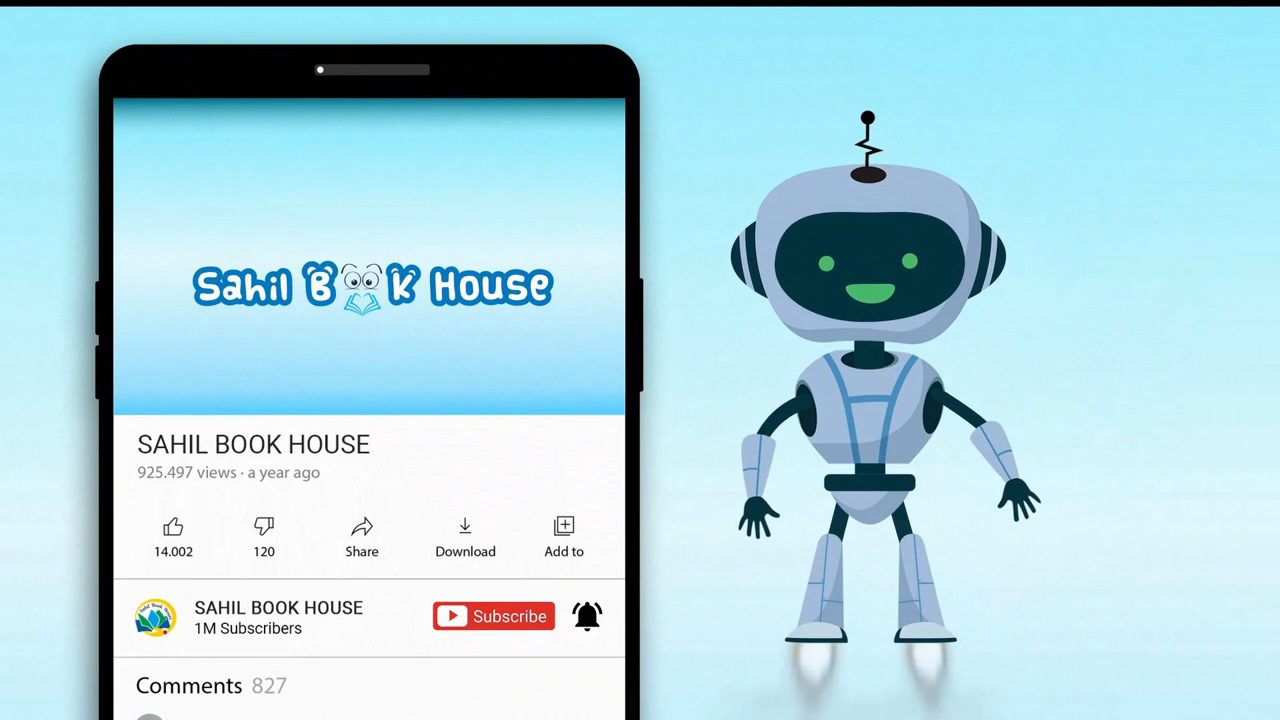 Sahil Book House
SAHIL BOOK HOUSE
925.497 views · a year ago
14.002
120
Share
Download
Add to
SAHIL BOOK HOUSE
1M Subscribers
Subscribe
Comments 827